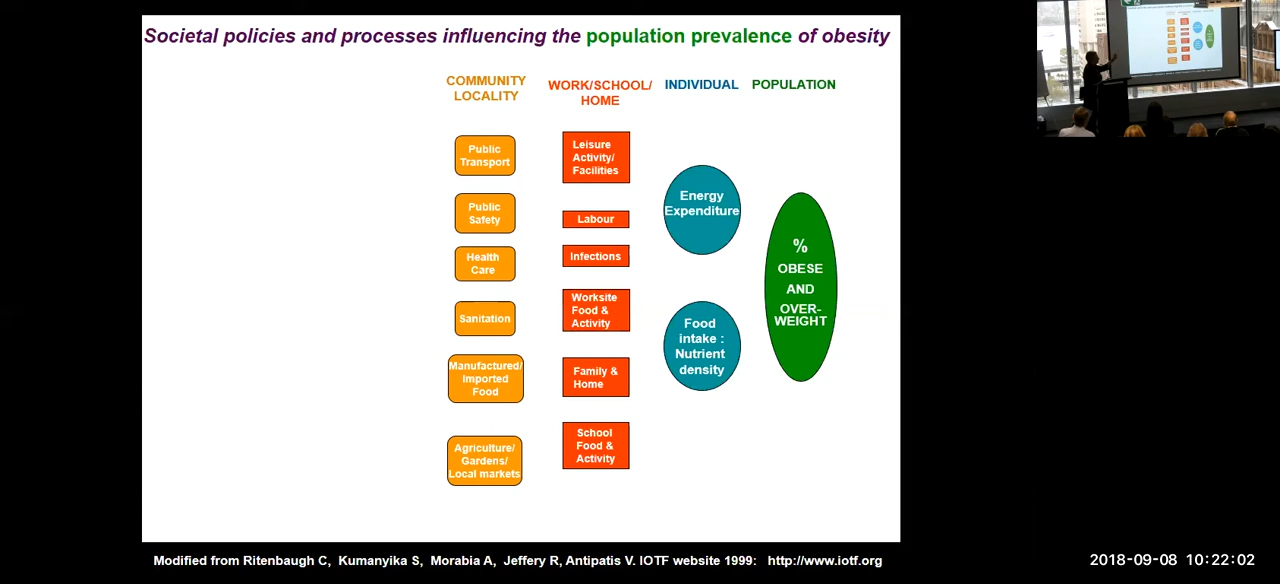 Societal policies and processes influencing the population prevalence of obesity
COMMUNITY
LOCALITY
WORK/SCHOOL/
HOME
INDIVIDUAL
POPULATION
Public
Transport
Public
Safety
Health
Care
Sanitation
Manufactured/
Imported
Food
Agriculture/
Gardens/
Local markets
Leisure
Activity/
Facilities
Labour
Infections
Worksite
Food &
Activity
Family &
Home
School
Food &
Activity
Energy
Expenditure
Food
intake :
Nutrient
density
%
OBESE
AND
OVER-
WEIGHT
Modified from Ritenbaugh C, Kumanyika S, Morabia A, Jeffery R, Antipatis V. IOTF website 1999: http://www.iotf.org
2018-09-08 10:22:02